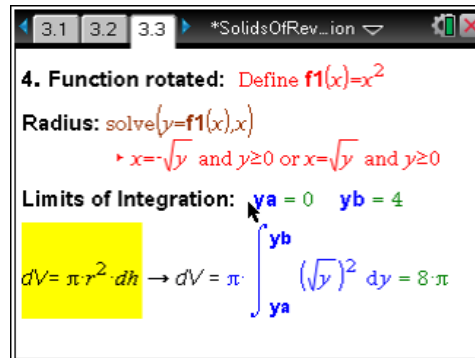 3.1 3.2 3.3 *SolidsOfRev...ion
4. Function rotated: Define f1(x)=x²
Radius: solve(y=f1(x),x)
▸ x=-√y and y≥0 or x=√y and y≥0
Limits of Integration: ya = 0 yb = 4
dV= π·r²·dh → dV = π· ∫ya^yb (√y)² dy = 8·π